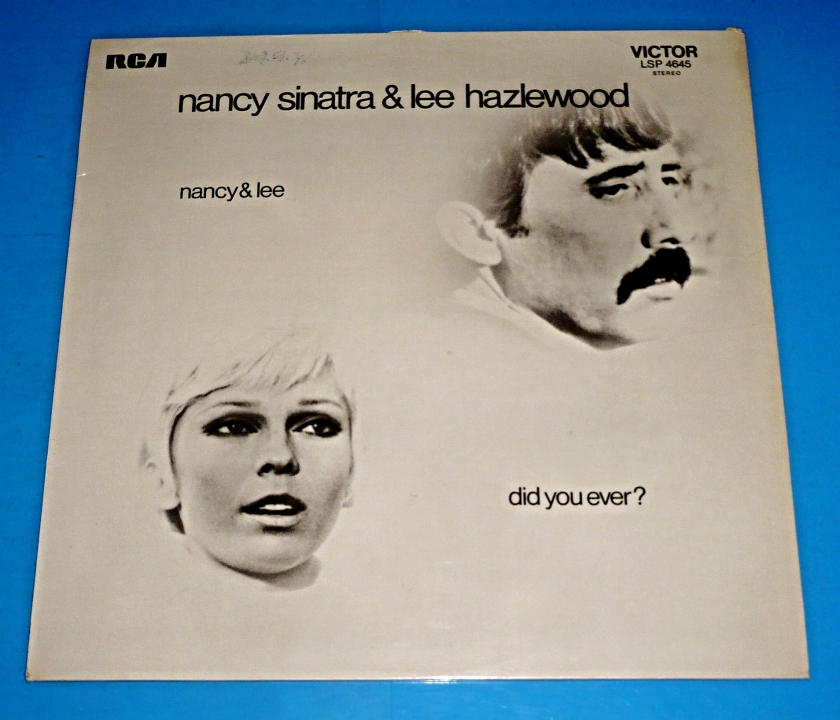 RCA
VICTOR
LSP 4645
STEREO
nancy sinatra & lee hazlewood
nancy & lee
did you ever?